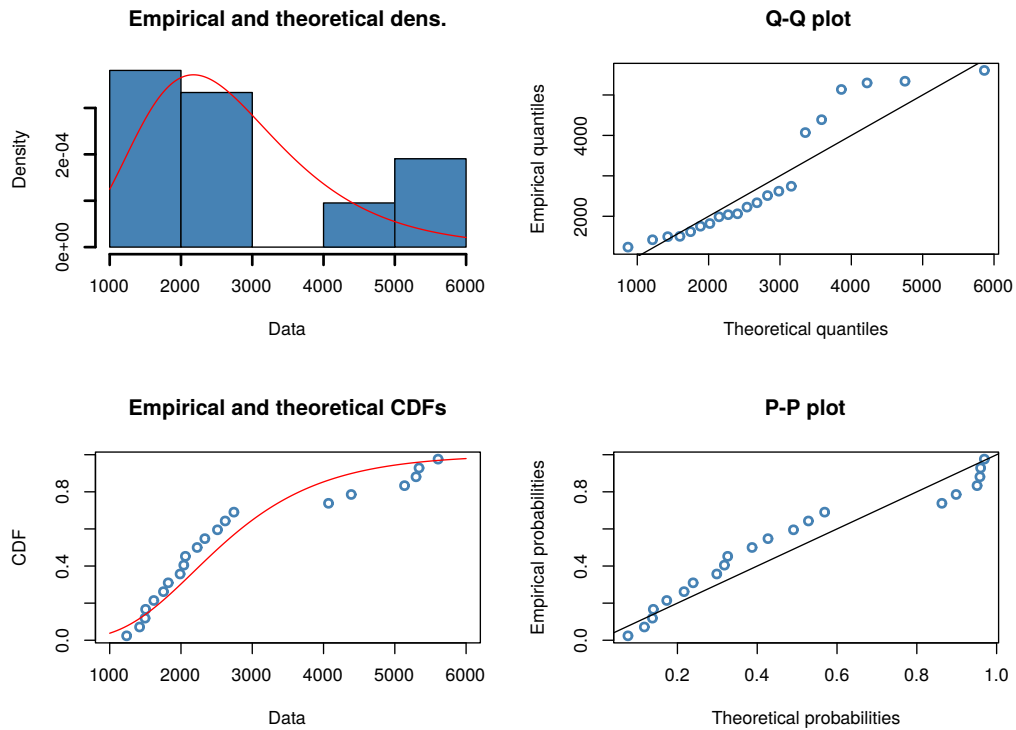 Empirical and theoretical dens.
Density
0e+00 2e-04
1000 2000 3000 4000 5000 6000
Data
Q-Q plot
Empirical quantiles
2000 4000
1000 2000 3000 4000 5000 6000
Theoretical quantiles
Empirical and theoretical CDFs
CDF
0.0 0.4 0.8
1000 2000 3000 4000 5000 6000
Data
P-P plot
Empirical probabilities
0.0 0.4 0.8
0.2 0.4 0.6 0.8 1.0
Theoretical probabilities